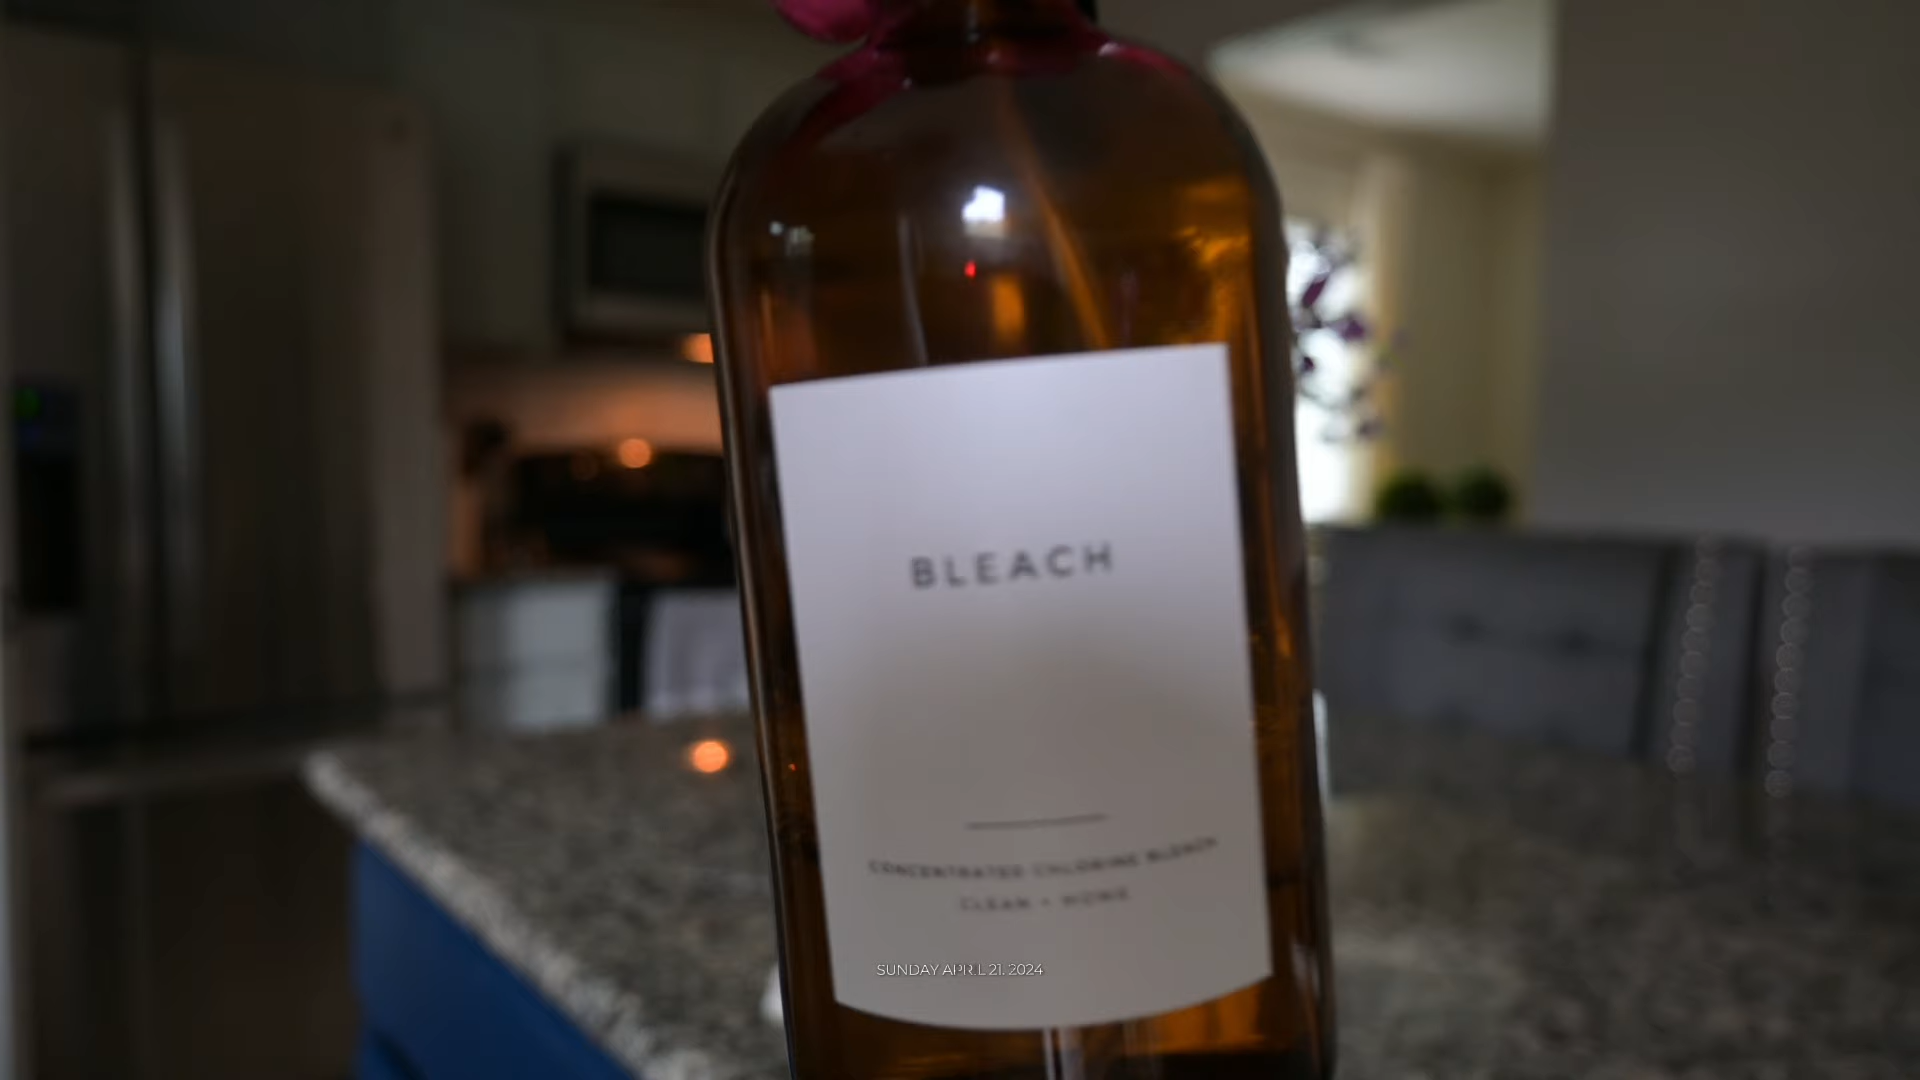 BLEACH
CONCENTRATED CHLORINE BLEACH
CLEAN + HOME
SUNDAY APRIL 21, 2024